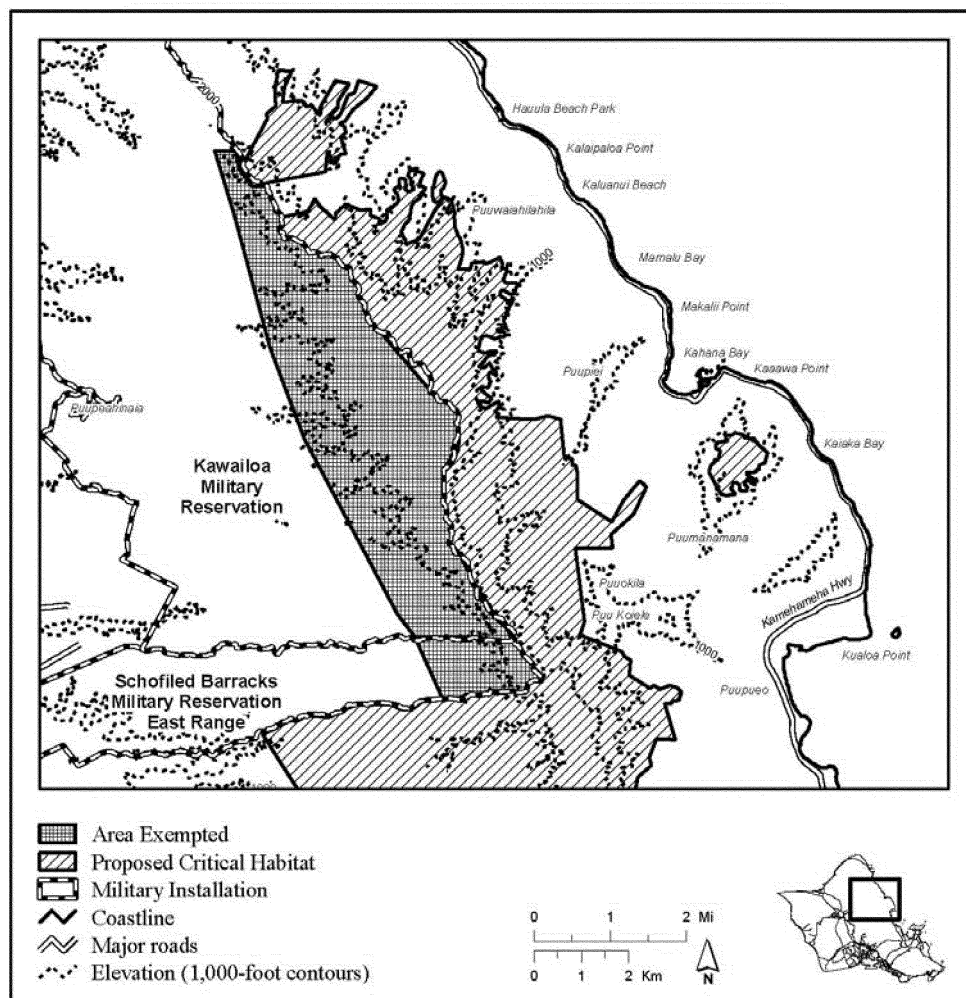 2000
Hauula Beach Park
Kalaipaloa Point
Kaluanui Beach
Puuwaiahilahila
1000
Mamalu Bay
Makalii Point
Kahana Bay
Puupiei
Kaaawa Point
Puupeahinaia
Kaiaka Bay
Kawailoa
Military
Reservation
Puumanamana
Puuokila
Puu Koiele
Kamehameha Hwy
1000
Kualoa Point
Schofiled Barracks
Military Reservation
East Range
Puupueo
1000
Area Exempted
Proposed Critical Habitat
Military Installation
Coastline
Major roads
Elevation (1,000-foot contours)
0 1 2 Mi
0 1 2 Km
N